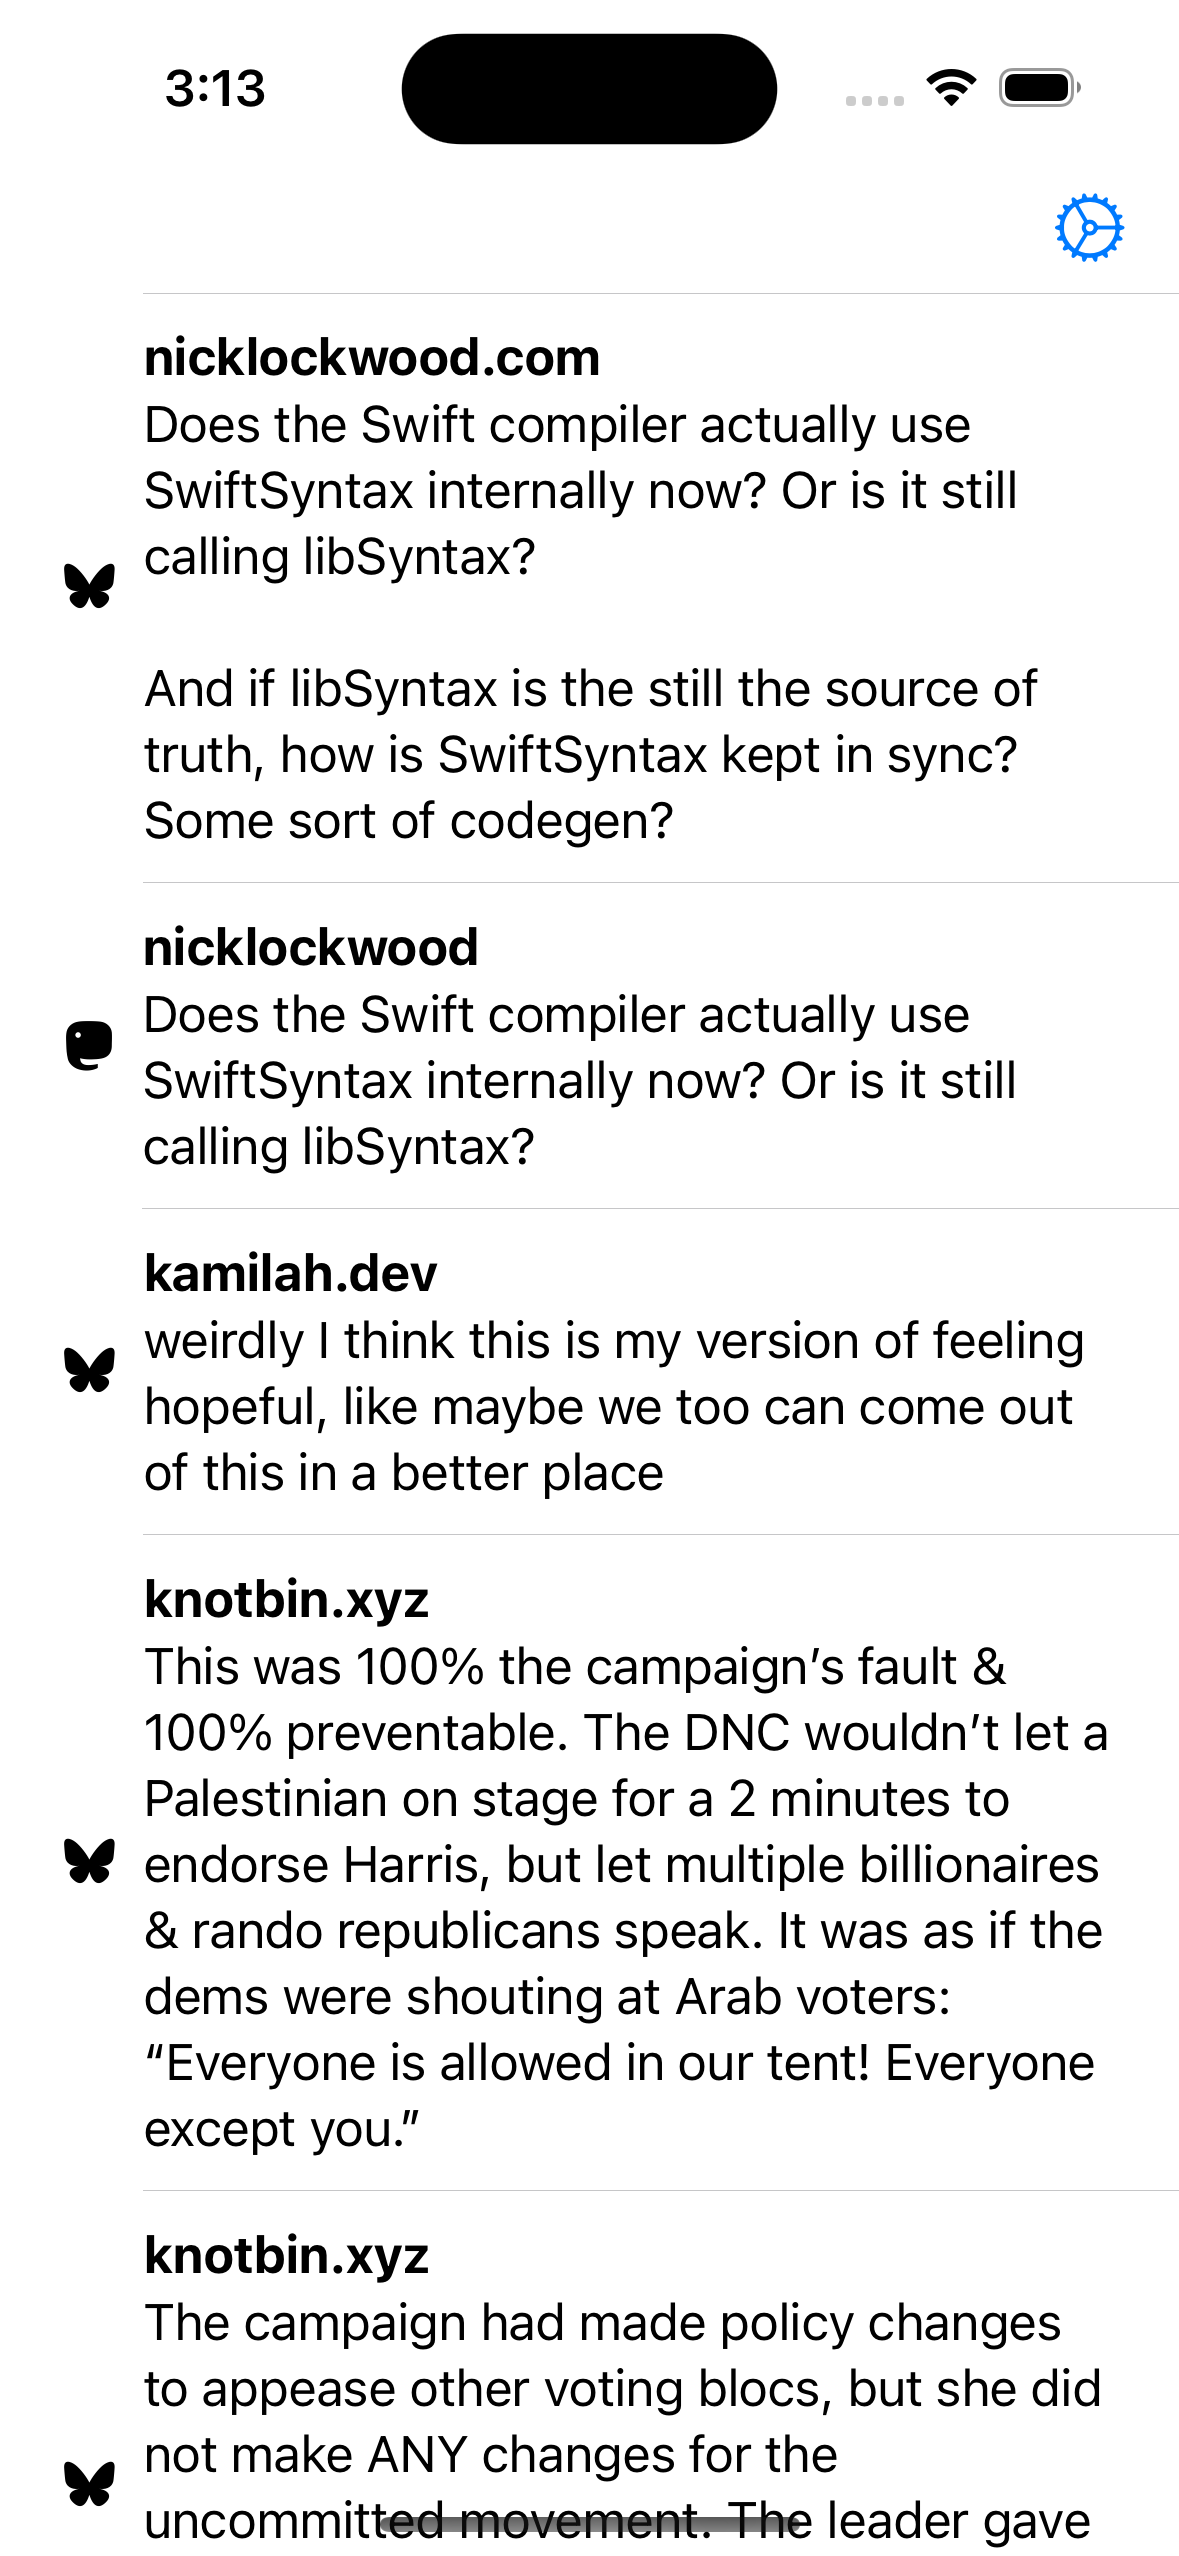 3:13
nicklockwood.com
Does the Swift compiler actually use
SwiftSyntax internally now? Or is it still
calling libSyntax?
And if libSyntax is the still the source of
truth, how is SwiftSyntax kept in sync?
Some sort of codegen?
nicklockwood
Does the Swift compiler actually use
SwiftSyntax internally now? Or is it still
calling libSyntax?
kamilah.dev
weirdly I think this is my version of feeling
hopeful, like maybe we too can come out
of this in a better place
knotbin.xyz
This was 100% the campaign’s fault &
100% preventable. The DNC wouldn’t let a
Palestinian on stage for a 2 minutes to
endorse Harris, but let multiple billionaires
& rando republicans speak. It was as if the
dems were shouting at Arab voters:
“Everyone is allowed in our tent! Everyone
except you.”
knotbin.xyz
The campaign had made policy changes
to appease other voting blocs, but she did
not make ANY changes for the
uncommitted movement. The leader gave